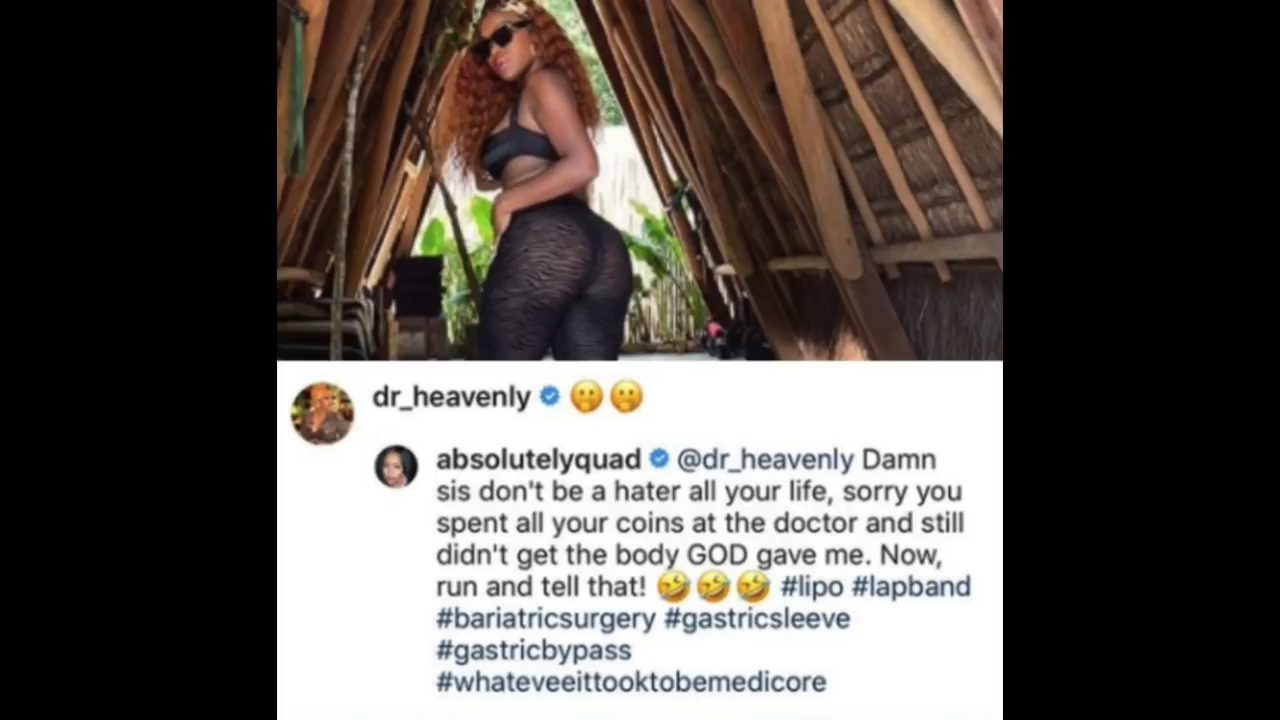 dr_heavenly 🤭🤭
absolutelyquad @dr_heavenly Damn
sis don't be a hater all your life, sorry you
spent all your coins at the doctor and still
didn't get the body GOD gave me. Now,
run and tell that! 🤣🤣🤣 #lipo #lapband
#bariatricsurgery #gastricsleeve
#gastricbypass
#whateveeittooktobemedicore